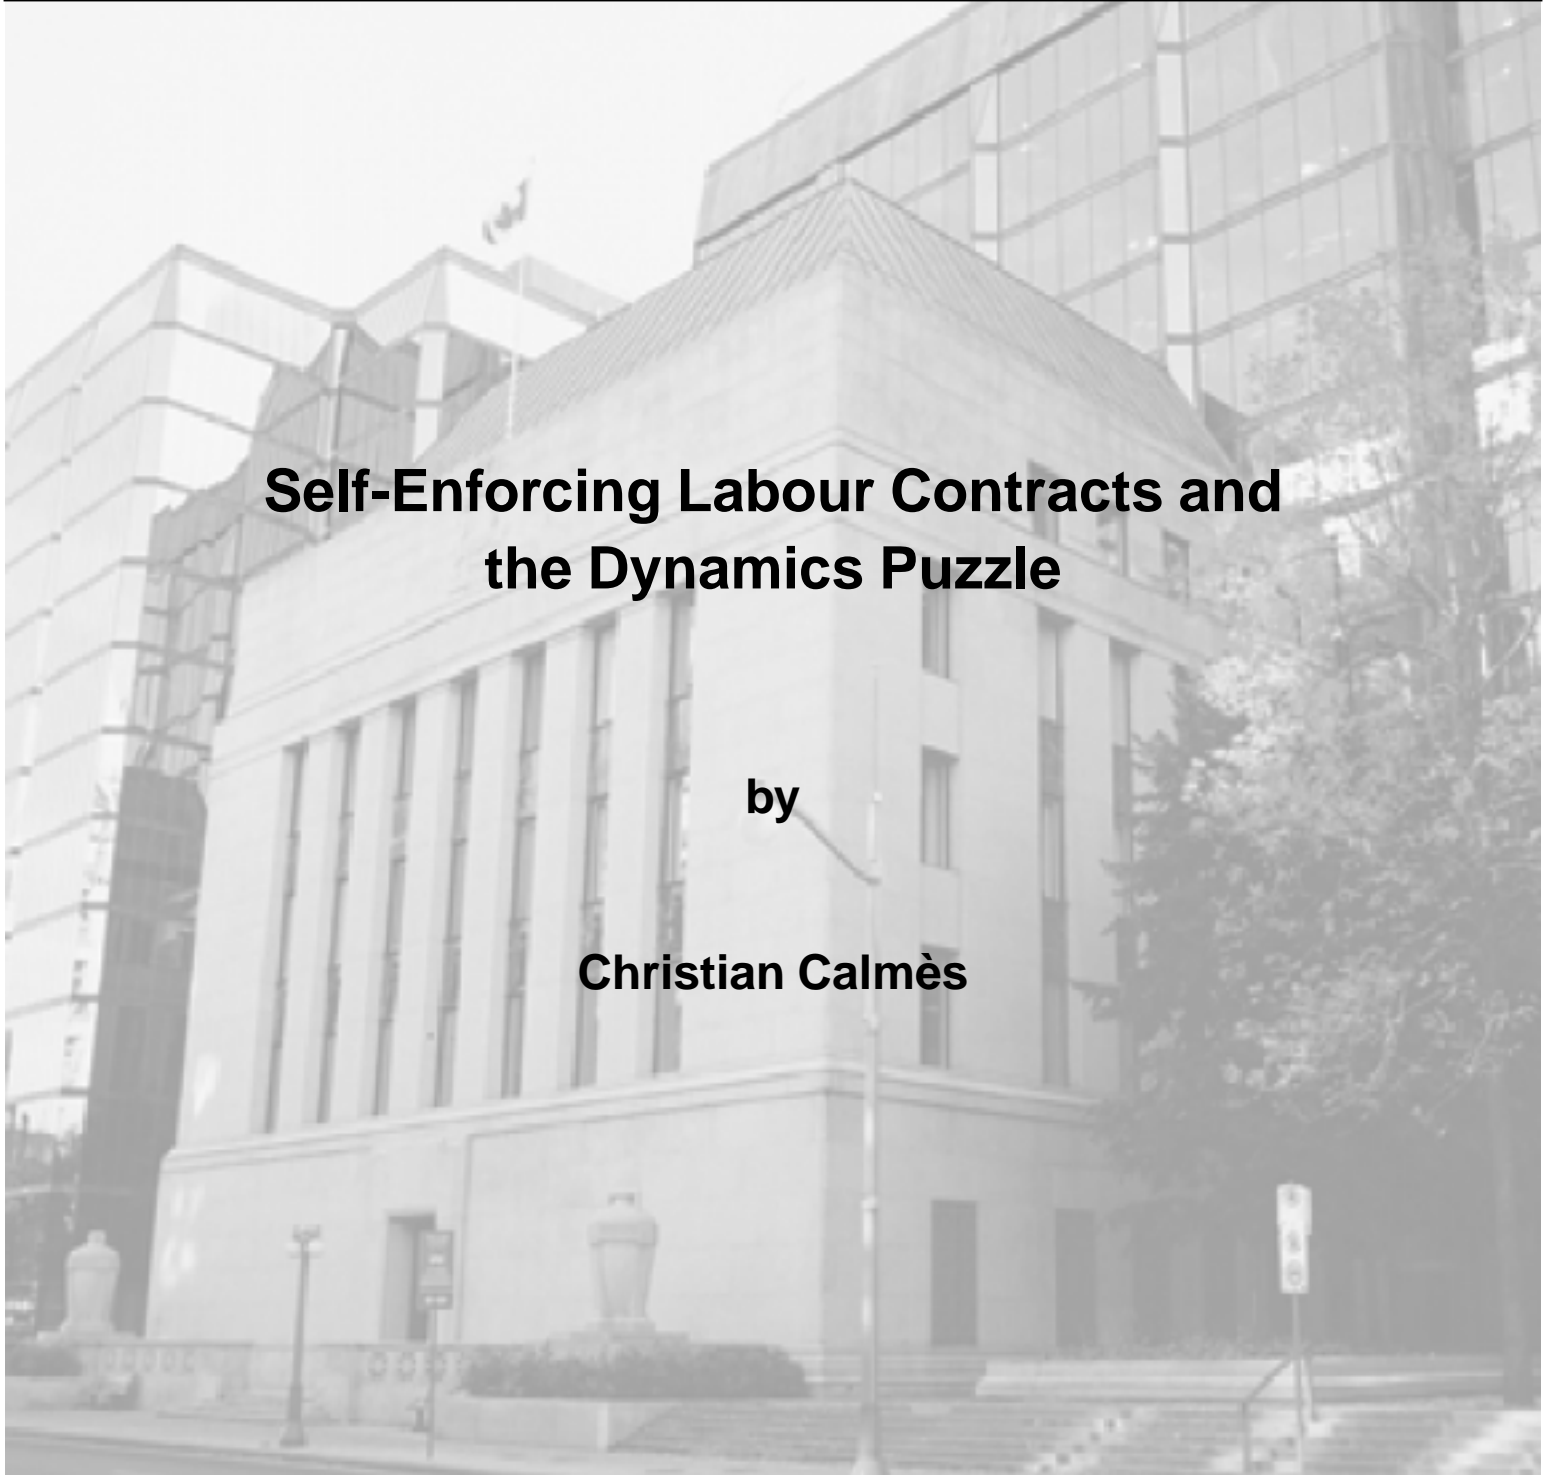 Self-Enforcing Labour Contracts and
the Dynamics Puzzle
by
Christian Calmès